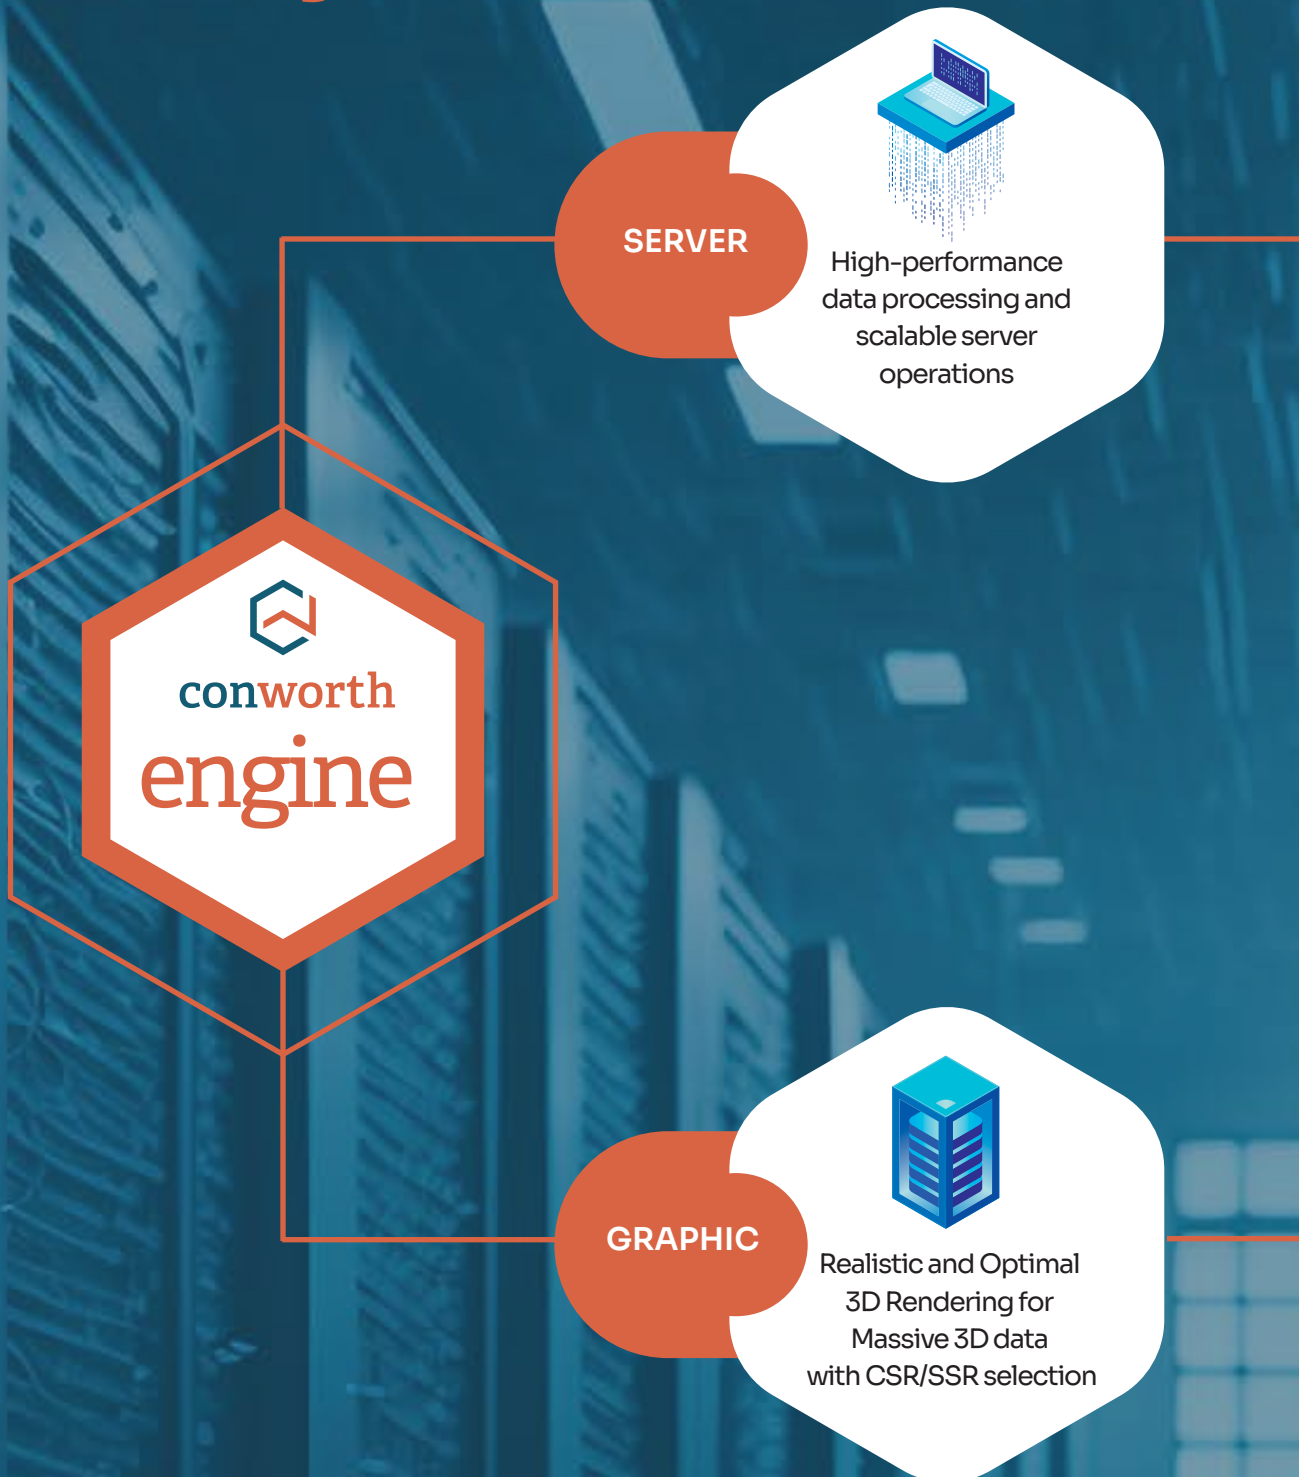 SERVER
High-performance
data processing and
scalable server
operations
conworth
engine
GRAPHIC
Realistic and Optimal
3D Rendering for
Massive 3D data
with CSR/SSR selection